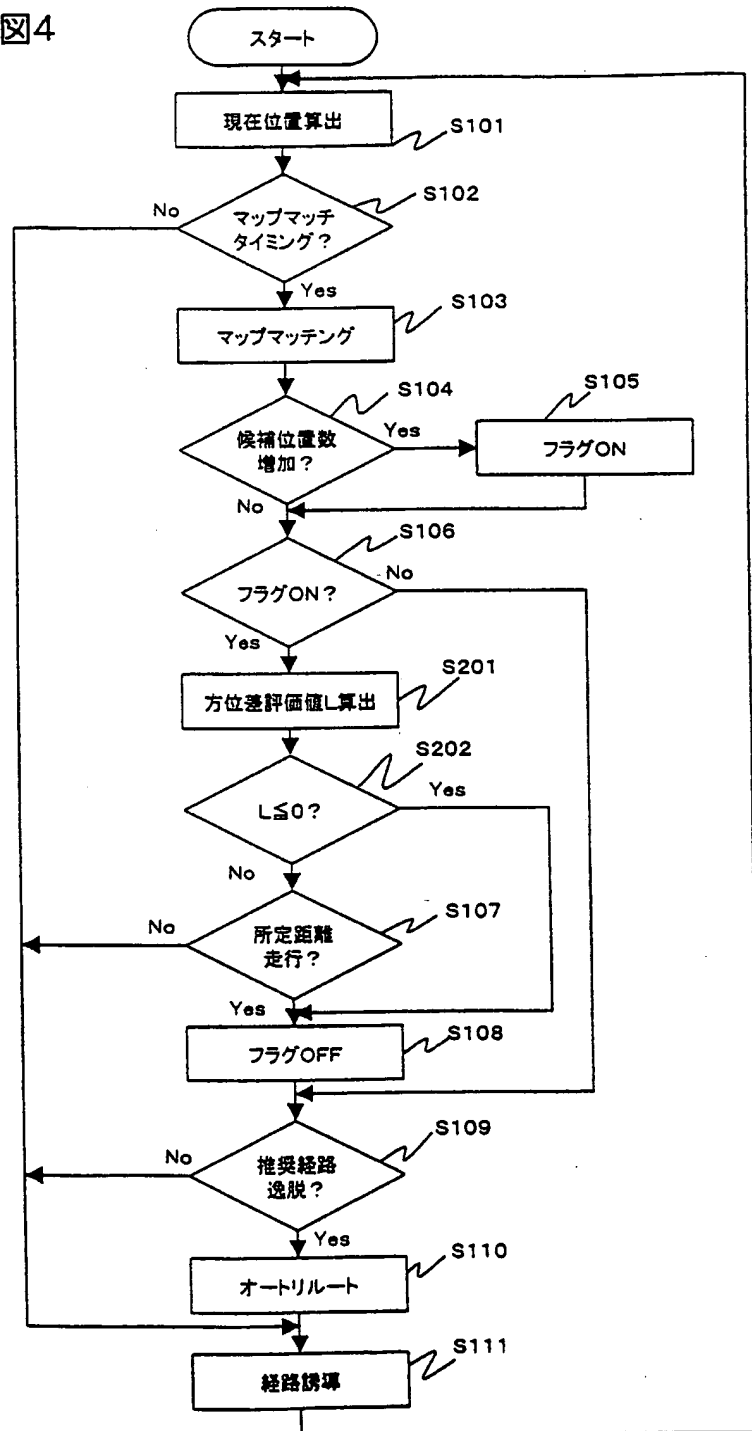 図4
スタート
現在位置算出
S101
No
マップマッチ
タイミング？
S102
Yes
マップマッテング
S103
候補位置数
増加？
S104
Yes
フラグON
S105
No
フラグON？
S106
No
Yes
方位差評価値L算出
S201
L≦0？
S202
Yes
No
所定距離
走行？
S107
No
Yes
フラグOFF
S108
推奨経路
逸脱？
S109
No
Yes
オートリルート
S110
経路誘導
S111